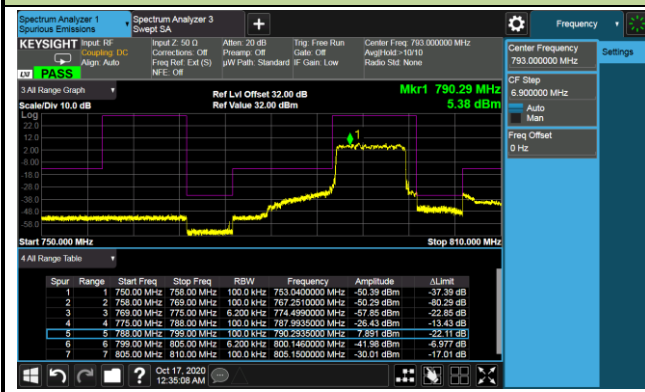 Spectrum Analyzer 1
Spurious Emissions
Spectrum Analyzer 3
Swept SA
+
Frequency
KEYSIGHT
Input: RF
Coupling: DC
Align: Auto
Input Z: 50 Ω
Corrections: Off
Freq Ref: Ext (S)
NFE: Off
Atten: 20 dB
Preamp: Off
µW Path: Standard
Trig: Free Run
Gate: Off
IF Gain: Low
Center Freq: 793.000000 MHz
Avg|Hold:>10/10
Radio Std: None
LXI PASS
Center Frequency
793.000000 MHz
Settings
CF Step
6.900000 MHz
Auto
Man
Freq Offset
0 Hz
3 All Range Graph
Scale/Div 10.0 dB
Ref Lvl Offset 32.00 dB
Ref Value 32.00 dBm
Mkr1 790.29 MHz
5.38 dBm
Log
22.0
12.0
2.00
-8.00
-18.0
-28.0
-38.0
-48.0
-58.0
1
Start 750.000 MHz
Stop 810.000 MHz
4 All Range Table
Spur Range Start Freq Stop Freq RBW Frequency Amplitude ΔLimit
1 1 750.00 MHz 758.00 MHz 100.0 kHz 753.0400000 MHz -50.39 dBm -37.39 dB
2 2 758.00 MHz 769.00 MHz 100.0 kHz 767.2510000 MHz -50.29 dBm -80.29 dB
3 3 769.00 MHz 775.00 MHz 6.200 kHz 774.4990000 MHz -57.85 dBm -22.85 dB
4 4 775.00 MHz 788.00 MHz 100.0 kHz 787.9935000 MHz -26.43 dBm -13.43 dB
5 5 788.00 MHz 799.00 MHz 100.0 kHz 790.2935000 MHz 7.891 dBm -22.11 dB
6 6 799.00 MHz 805.00 MHz 6.200 kHz 800.1460000 MHz -41.98 dBm -6.977 dB
7 7 805.00 MHz 810.00 MHz 100.0 kHz 805.1500000 MHz -30.01 dBm -17.01 dB
?
Oct 17, 2020
12:35:08 AM